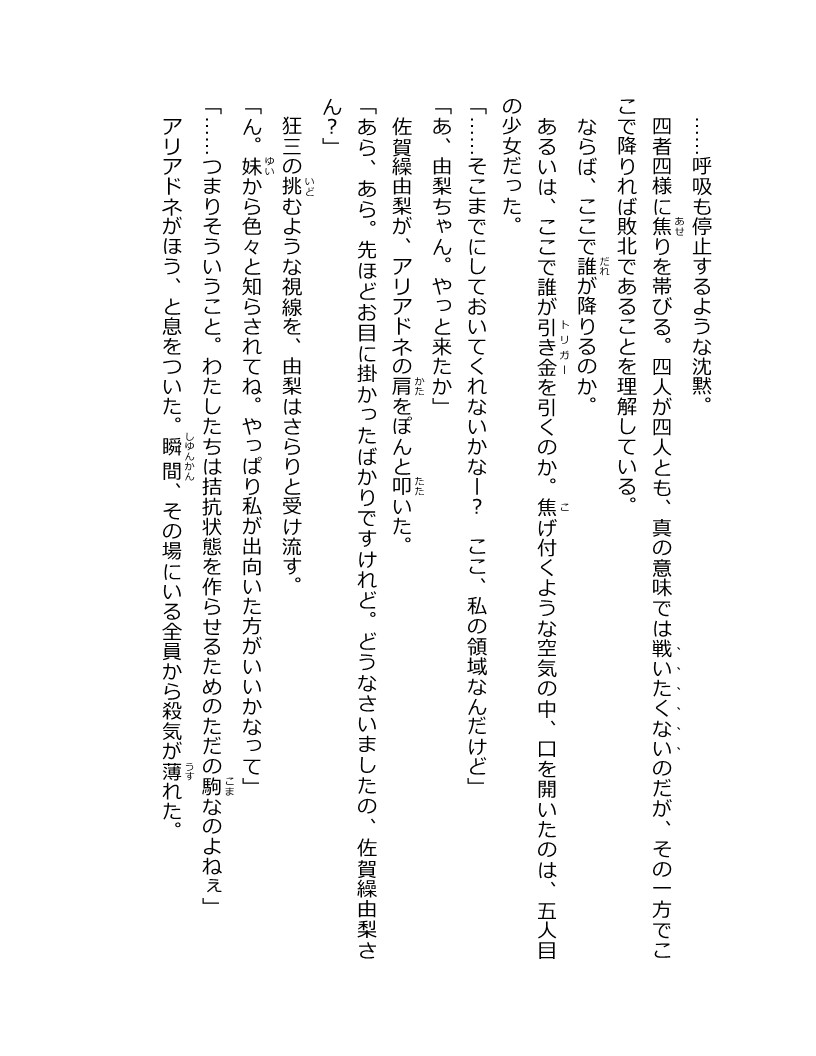 ……呼吸も停止するような沈黙。
四者四様に焦りを帯びる。四人が四人とも、真の意味では戦いたくないのだが、その一方でこ
こで降りれば敗北であることを理解している。
ならば、ここで誰が降りるのか。
あるいは、ここで誰が引き金を引くのか。焦げ付くような空気の中、口を開いたのは、五人目
の少女だった。
「……そこまでにしておいてくれないかなー？　ここ、私の領域なんだけど」
「あ、由梨ちゃん。やっと来たか」
佐賀繰由梨が、アリアドネの肩をぽんと叩いた。
「あら、あら。先ほどお目に掛かったばかりですけれど。どうなさいましたの、佐賀繰由梨さ
ん？」
狂三の挑むような視線を、由梨はさらりと受け流す。
「ん。妹から色々と知らされてね。やっぱり私が出向いた方がいいかなって」
「……つまりそういうこと。わたしたちは拮抗状態を作らせるためのただの駒なのよねぇ」
アリアドネがほう、と息をついた。瞬間、その場にいる全員から殺気が薄れた。